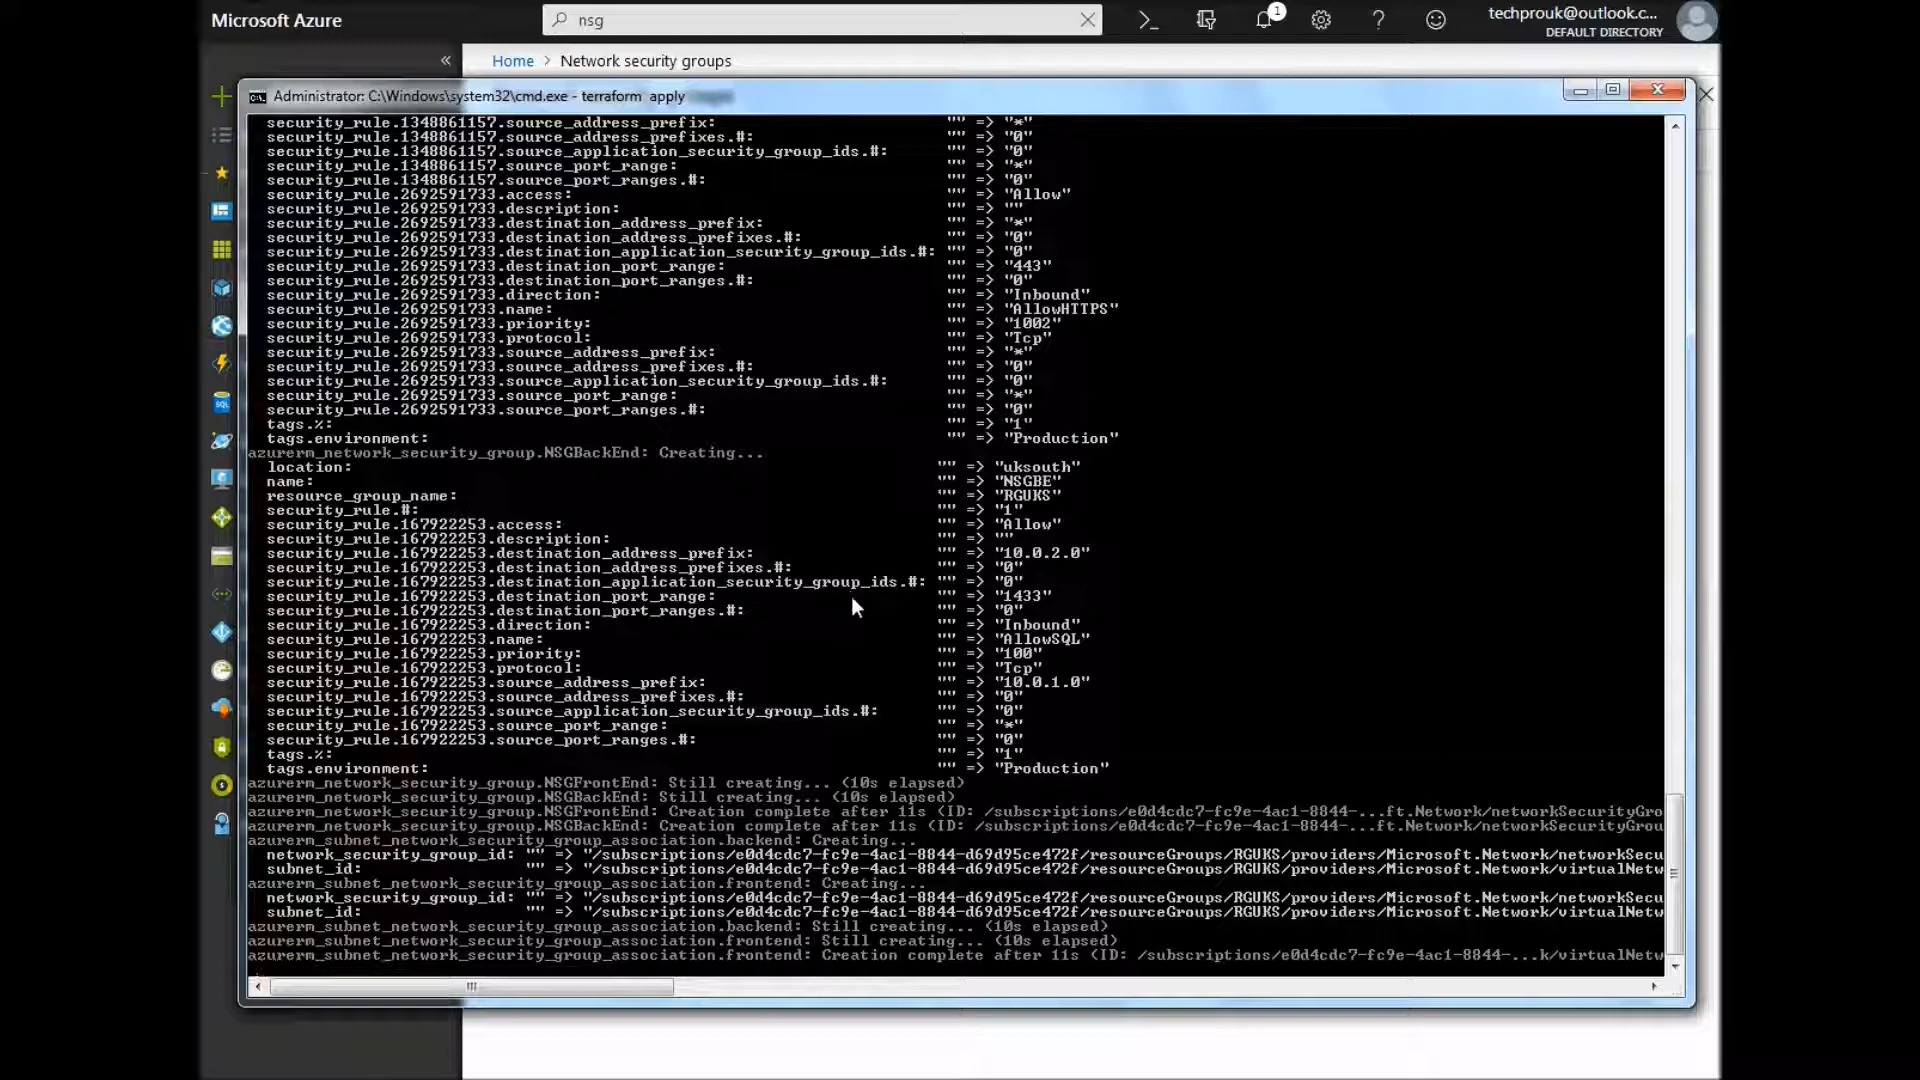 Microsoft Azure
nsg
1
techprouk@outlook.c...
DEFAULT DIRECTORY
« Home > Network security groups
Administrator: C:\Windows\system32\cmd.exe - terraform  apply
security_rule.1348861157.source_address_prefix: "" => "*"
security_rule.1348861157.source_address_prefixes.#: "" => "0"
security_rule.1348861157.source_application_security_group_ids.#: "" => "0"
security_rule.1348861157.source_port_range: "" => "*"
security_rule.1348861157.source_port_ranges.#: "" => "0"
security_rule.2692591733.access: "" => "Allow"
security_rule.2692591733.description: "" => ""
security_rule.2692591733.destination_address_prefix: "" => "*"
security_rule.2692591733.destination_address_prefixes.#: "" => "0"
security_rule.2692591733.destination_application_security_group_ids.#: "" => "0"
security_rule.2692591733.destination_port_range: "" => "443"
security_rule.2692591733.destination_port_ranges.#: "" => "0"
security_rule.2692591733.direction: "" => "Inbound"
security_rule.2692591733.name: "" => "AllowHTTPS"
security_rule.2692591733.priority: "" => "1002"
security_rule.2692591733.protocol: "" => "Tcp"
security_rule.2692591733.source_address_prefix: "" => "*"
security_rule.2692591733.source_address_prefixes.#: "" => "0"
security_rule.2692591733.source_application_security_group_ids.#: "" => "0"
security_rule.2692591733.source_port_range: "" => "*"
security_rule.2692591733.source_port_ranges.#: "" => "0"
tags.%: "" => "1"
tags.environment: "" => "Production"
azurerm_network_security_group.NSGBackEnd: Creating...
location: "" => "uksouth"
name: "" => "NSGBE"
resource_group_name: "" => "RGUKS"
security_rule.#: "" => "1"
security_rule.167922253.access: "" => "Allow"
security_rule.167922253.description: "" => ""
security_rule.167922253.destination_address_prefix: "" => "10.0.2.0"
security_rule.167922253.destination_address_prefixes.#: "" => "0"
security_rule.167922253.destination_application_security_group_ids.#: "" => "0"
security_rule.167922253.destination_port_range: "" => "1433"
security_rule.167922253.destination_port_ranges.#: "" => "0"
security_rule.167922253.direction: "" => "Inbound"
security_rule.167922253.name: "" => "AllowSQL"
security_rule.167922253.priority: "" => "100"
security_rule.167922253.protocol: "" => "Tcp"
security_rule.167922253.source_address_prefix: "" => "10.0.1.0"
security_rule.167922253.source_address_prefixes.#: "" => "0"
security_rule.167922253.source_application_security_group_ids.#: "" => "0"
security_rule.167922253.source_port_range: "" => "*"
security_rule.167922253.source_port_ranges.#: "" => "0"
tags.%: "" => "1"
tags.environment: "" => "Production"
azurerm_network_security_group.NSGFrontEnd: Still creating... (10s elapsed)
azurerm_network_security_group.NSGBackEnd: Still creating... (10s elapsed)
azurerm_network_security_group.NSGFrontEnd: Creation complete after 11s (ID: /subscriptions/e0d4cdc7-fc9e-4ac1-8844-...ft.Network/networkSecurityGro
azurerm_network_security_group.NSGBackEnd: Creation complete after 11s (ID: /subscriptions/e0d4cdc7-fc9e-4ac1-8844-...ft.Network/networkSecurityGrou
azurerm_subnet_network_security_group_association.backend: Creating...
network_security_group_id: "" => "/subscriptions/e0d4cdc7-fc9e-4ac1-8844-d69d95ce472f/resourceGroups/RGUKS/providers/Microsoft.Network/networkSecu
subnet_id: "" => "/subscriptions/e0d4cdc7-fc9e-4ac1-8844-d69d95ce472f/resourceGroups/RGUKS/providers/Microsoft.Network/virtualNetw
azurerm_subnet_network_security_group_association.frontend: Creating...
network_security_group_id: "" => "/subscriptions/e0d4cdc7-fc9e-4ac1-8844-d69d95ce472f/resourceGroups/RGUKS/providers/Microsoft.Network/networkSecu
subnet_id: "" => "/subscriptions/e0d4cdc7-fc9e-4ac1-8844-d69d95ce472f/resourceGroups/RGUKS/providers/Microsoft.Network/virtualNetw
azurerm_subnet_network_security_group_association.backend: Still creating... (10s elapsed)
azurerm_subnet_network_security_group_association.frontend: Still creating... (10s elapsed)
azurerm_subnet_network_security_group_association.frontend: Creation complete after 11s (ID: /subscriptions/e0d4cdc7-fc9e-4ac1-8844-...k/virtualNetw